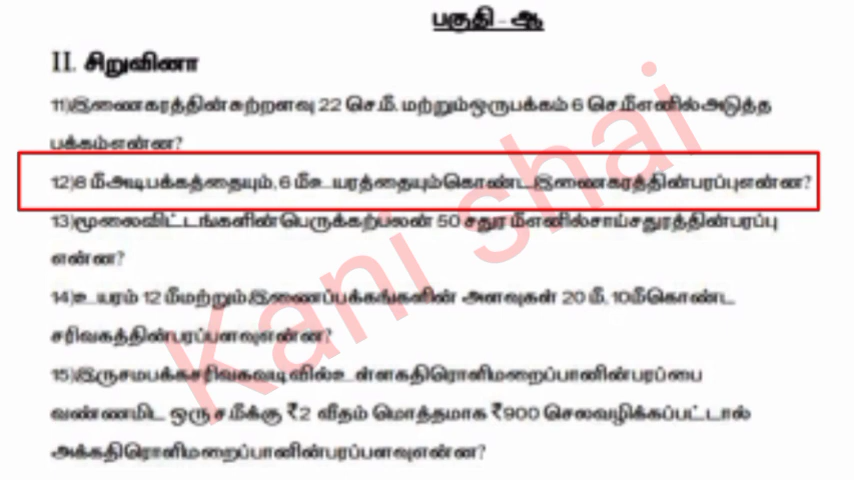 பகுதி - ஆ
II. சிறுவினா
11)இணைகரத்தின்சுற்றளவு 22 செ.மீ. மற்றும்ஒருபக்கம் 6 செ.மீஎனில்அடுத்த
பக்கம்என்ன?
12)8 மீஅடிபக்கத்தையும், 6 மீஉயரத்தையும்கொண்டஇணைகரத்தின்பரப்புஎன்ன?
13)மூலைவிட்டங்களின்பெருக்கற்பலன் 50 சதுர மீஎனில்சாய்சதுரத்தின்பரப்பு
என்ன?
14)உயரம் 12 மீமற்றும்இணைப்பக்கங்களின் அளவுகள் 20 மீ, 10மீகொண்ட
சரிவகத்தின்பரப்பளவுஎன்ன?
15)இருசமபக்கசரிவகவடிவில்உள்ளகதிரொளிமறைப்பானின்பரப்பை
வண்ணமிட ஒரு ச.மீக்கு ₹2 வீதம் மொத்தமாக ₹900 செலவழிக்கப்பட்டால்
அக்கதிரொளிமறைப்பானின்பரப்பளவுஎன்ன?
Kani shai